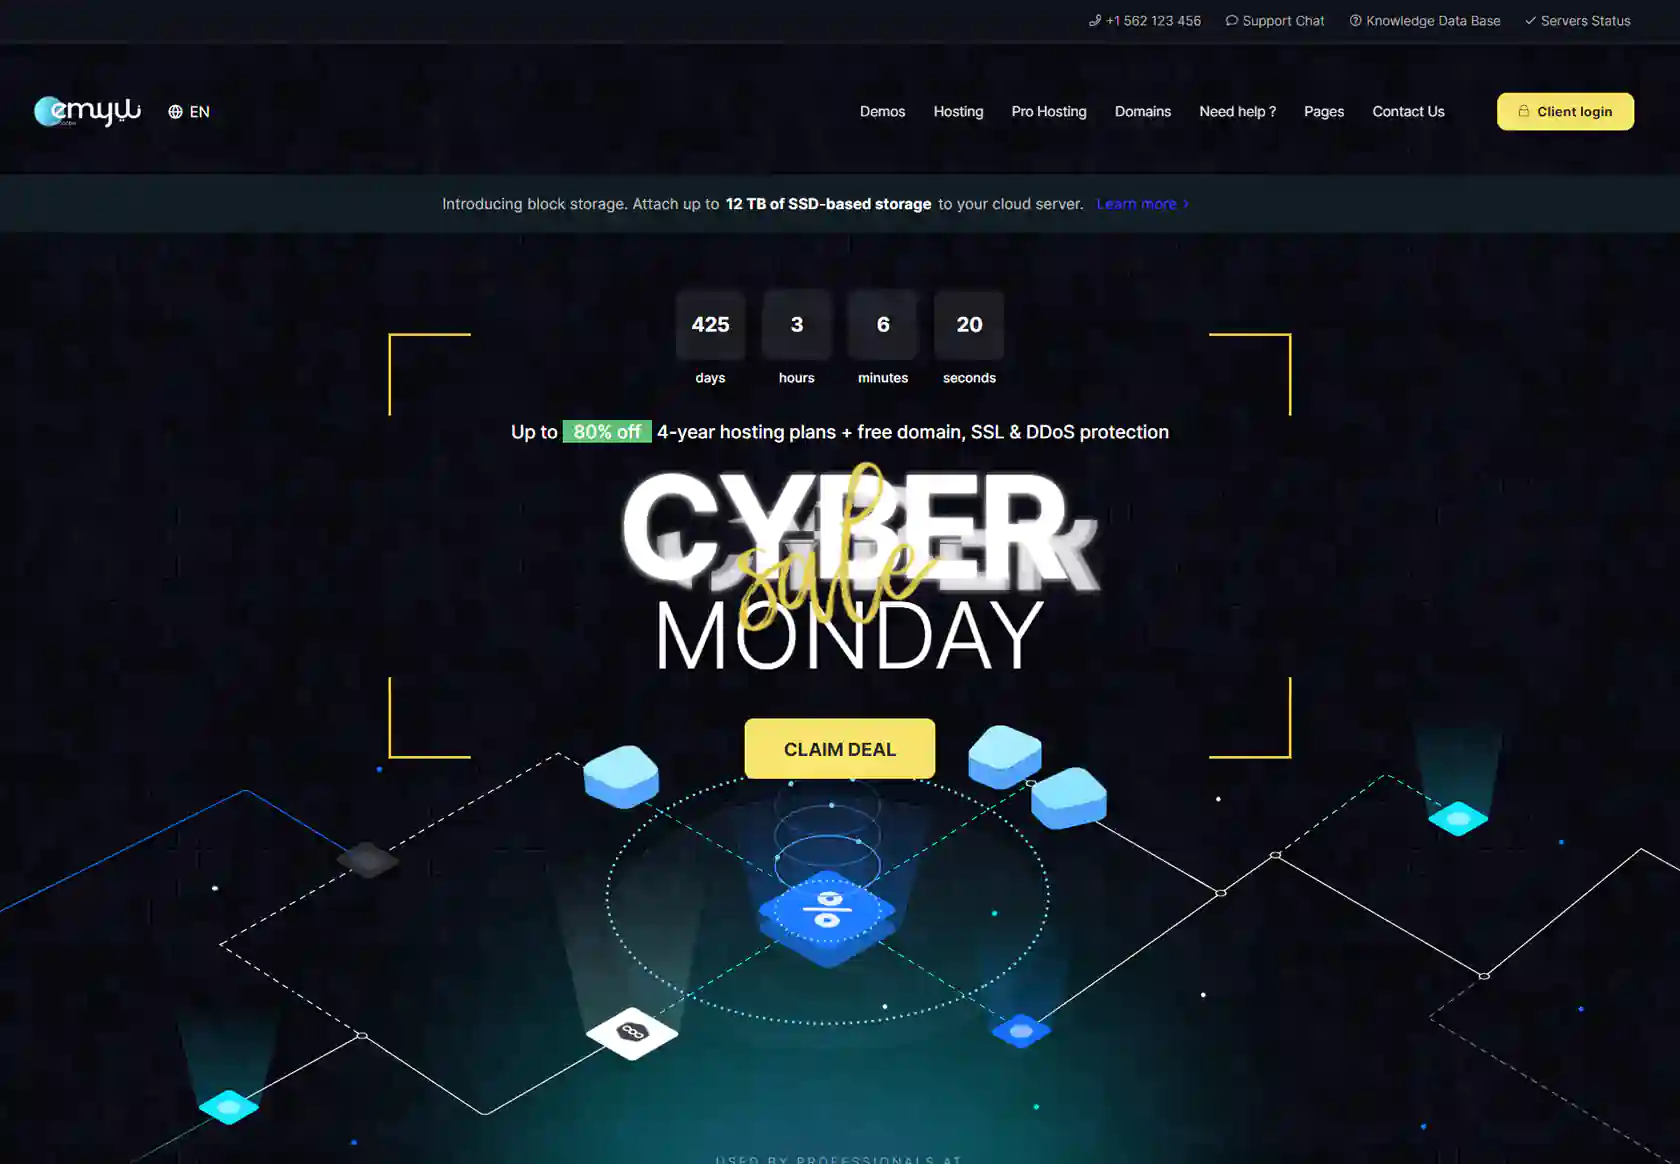 +1 562 123 456 Support Chat Knowledge Data Base Servers Status
EN Demos Hosting Pro Hosting Domains Need help ? Pages Contact Us Client login
Introducing block storage. Attach up to 12 TB of SSD-based storage to your cloud server. Learn more
425 3 6 20
days hours minutes seconds
Up to 80% off 4-year hosting plans + free domain, SSL & DDoS protection
CYBER
sale
MONDAY
CLAIM DEAL
%
USED BY PROFESSIONALS AT